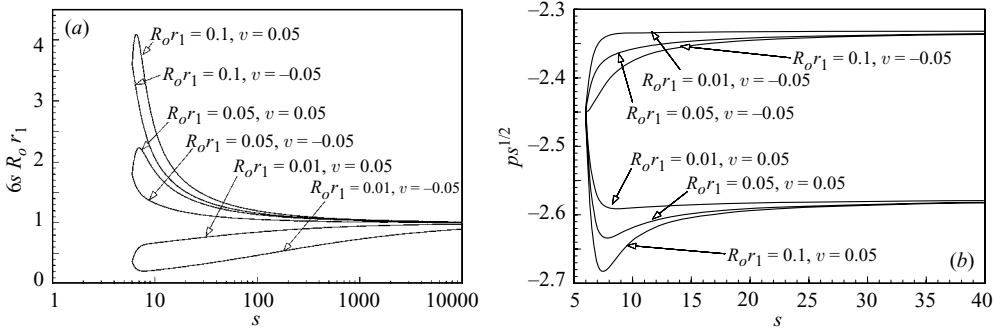 (a)
4
3
2
1
0
6s R_o r_1
R_o r_1 = 0.1, v = 0.05
R_o r_1 = 0.1, v = −0.05
R_o r_1 = 0.05, v = 0.05
R_o r_1 = 0.05, v = −0.05
R_o r_1 = 0.01, v = 0.05
R_o r_1 = 0.01, v = −0.05
1 10 100 1000 10000
s
−2.3
−2.4
−2.5
−2.6
−2.7
ps^{1/2}
R_o r_1 = 0.1, v = −0.05
R_o r_1 = 0.01, v = −0.05
R_o r_1 = 0.05, v = −0.05
R_o r_1 = 0.01, v = 0.05
R_o r_1 = 0.05, v = 0.05
R_o r_1 = 0.1, v = 0.05
(b)
5 10 15 20 25 30 35 40
s